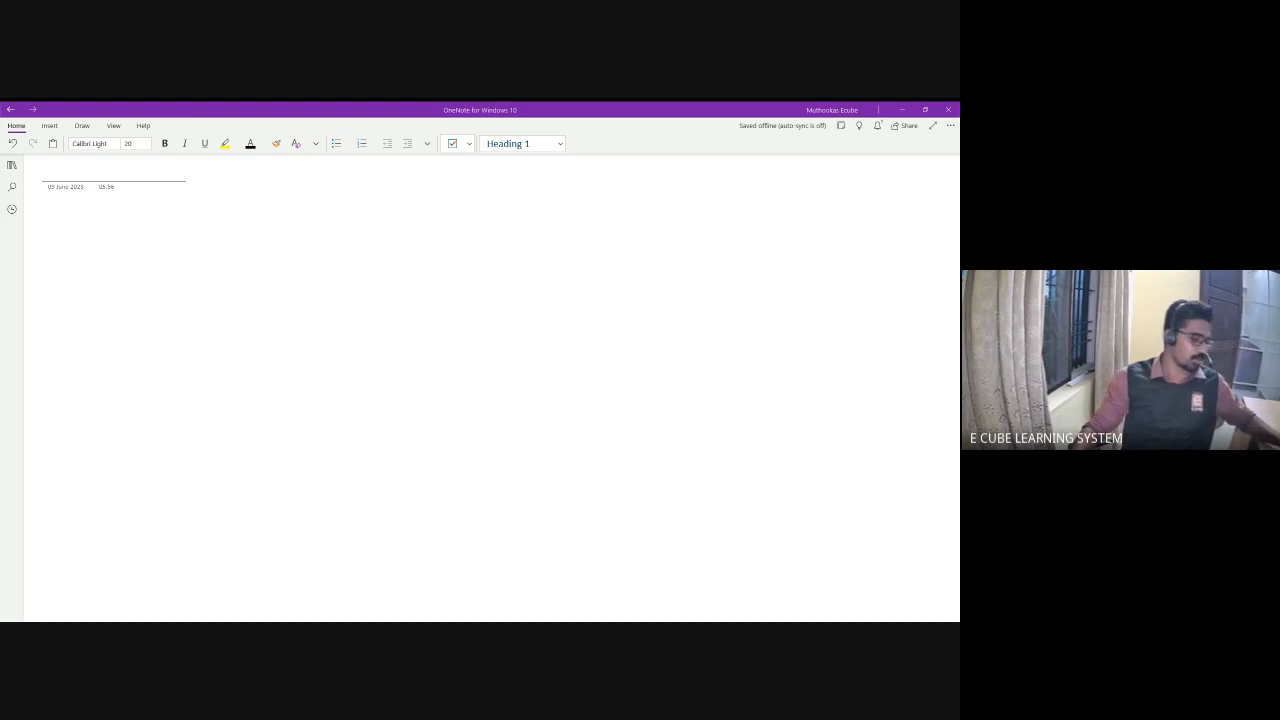 OneNote for Windows 10
Muthookas Ecube
Home Insert Draw View Help
Saved offline (auto-sync is off)
Share
Calibri Light 20
B I U A
Heading 1
09 June 2023 05:56
E CUBE LEARNING SYSTEM